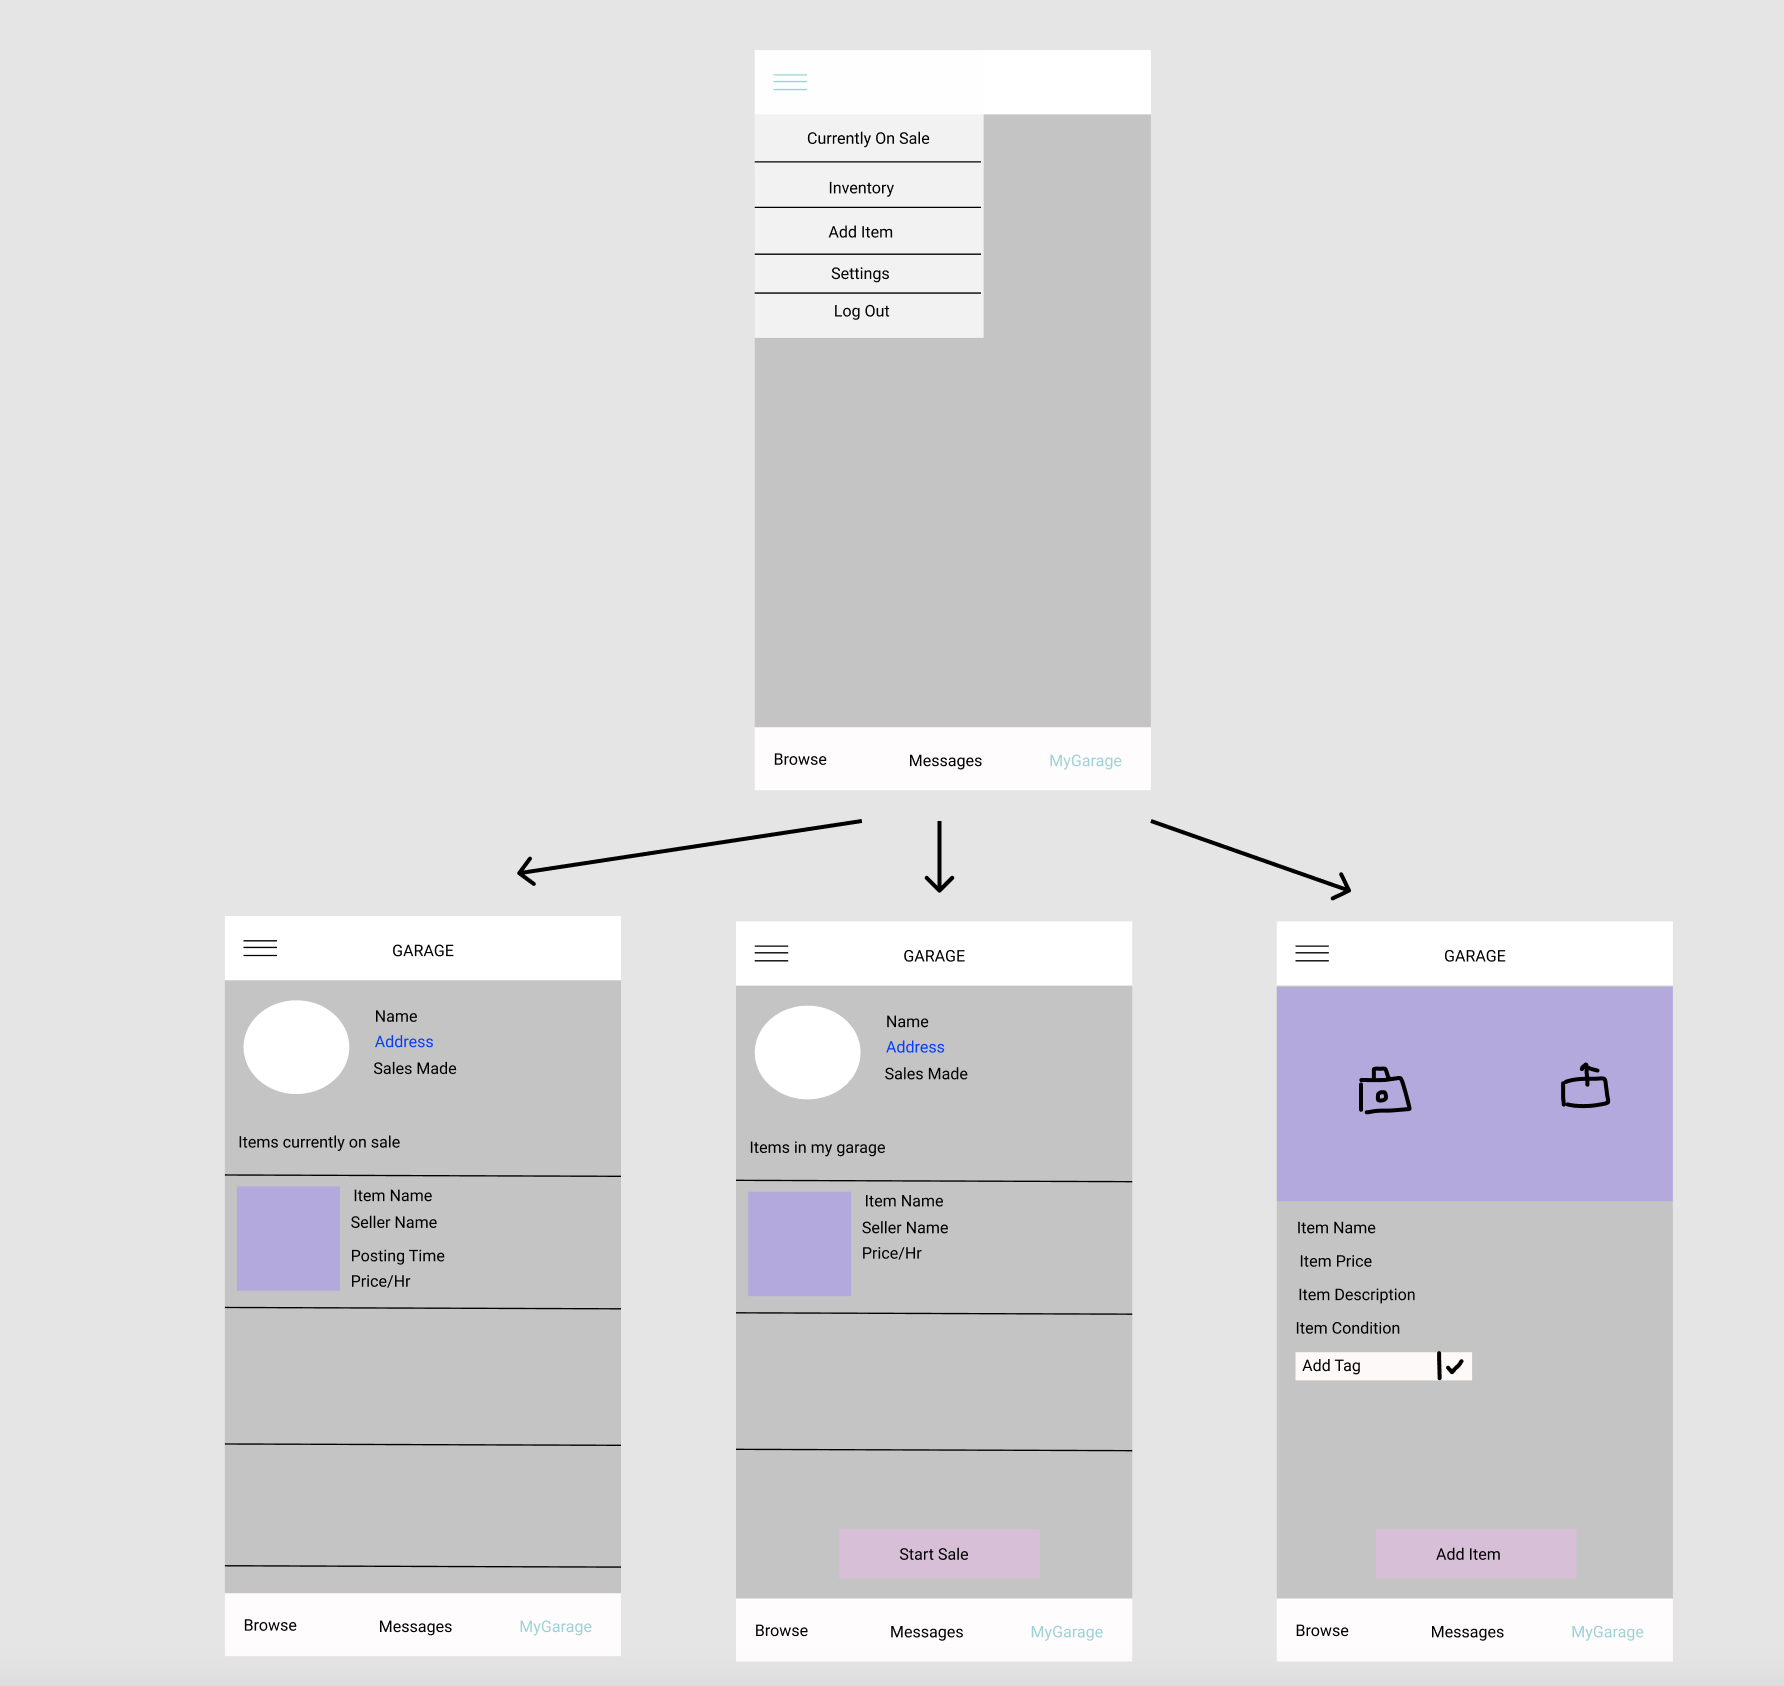 Currently On Sale
Inventory
Add Item
Settings
Log Out
Browse
Messages
MyGarage
GARAGE
Name
Address
Sales Made
Items currently on sale
Item Name
Seller Name
Posting Time
Price/Hr
Browse
Messages
MyGarage
GARAGE
Name
Address
Sales Made
Items in my garage
Item Name
Seller Name
Price/Hr
Start Sale
Browse
Messages
MyGarage
GARAGE
Item Name
Item Price
Item Description
Item Condition
Add Tag
Add Item
Browse
Messages
MyGarage